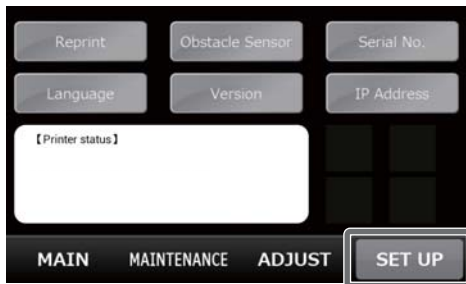 Reprint Obstacle Sensor Serial No.
Language Version IP Address
【Printer status】
MAIN MAINTENANCE ADJUST SET UP